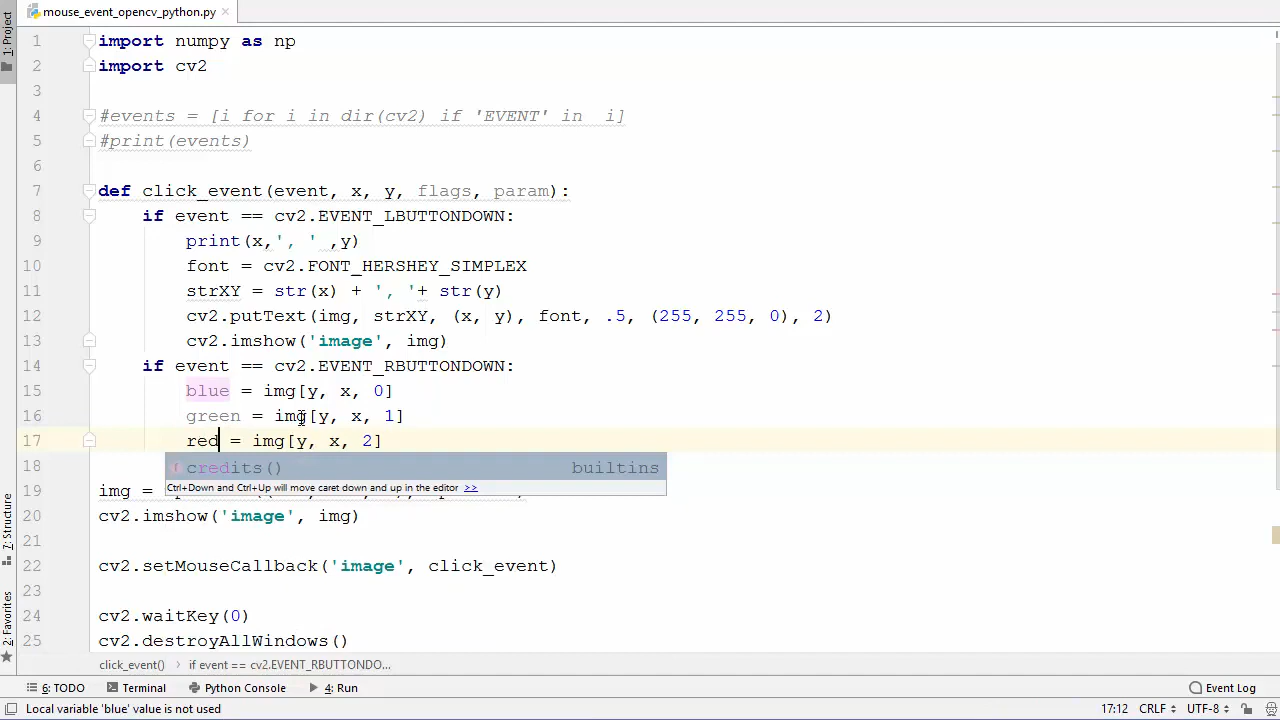 mouse_event_opencv_python.py
1: Project
1 import numpy as np
2 import cv2
3
4 #events = [i for i in dir(cv2) if 'EVENT' in  i]
5 #print(events)
6
7 def click_event(event, x, y, flags, param):
8 if event == cv2.EVENT_LBUTTONDOWN:
9 print(x,', ' ,y)
10 font = cv2.FONT_HERSHEY_SIMPLEX
11 strXY = str(x) + ', '+ str(y)
12 cv2.putText(img, strXY, (x, y), font, .5, (255, 255, 0), 2)
13 cv2.imshow('image', img)
14 if event == cv2.EVENT_RBUTTONDOWN:
15 blue = img[y, x, 0]
16 green = img[y, x, 1]
17 red = img[y, x, 2]
18 credits() builtins
Ctrl+Down and Ctrl+Up will move caret down and up in the editor >>
19 img =
20 cv2.imshow('image', img)
21
22 cv2.setMouseCallback('image', click_event)
23
24 cv2.waitKey(0)
25 cv2.destroyAllWindows()
7: Structure
2: Favorites
click_event() › if event == cv2.EVENT_RBUTTONDO...
6: TODO Terminal Python Console 4: Run Event Log
Local variable 'blue' value is not used 17:12 CRLF UTF-8